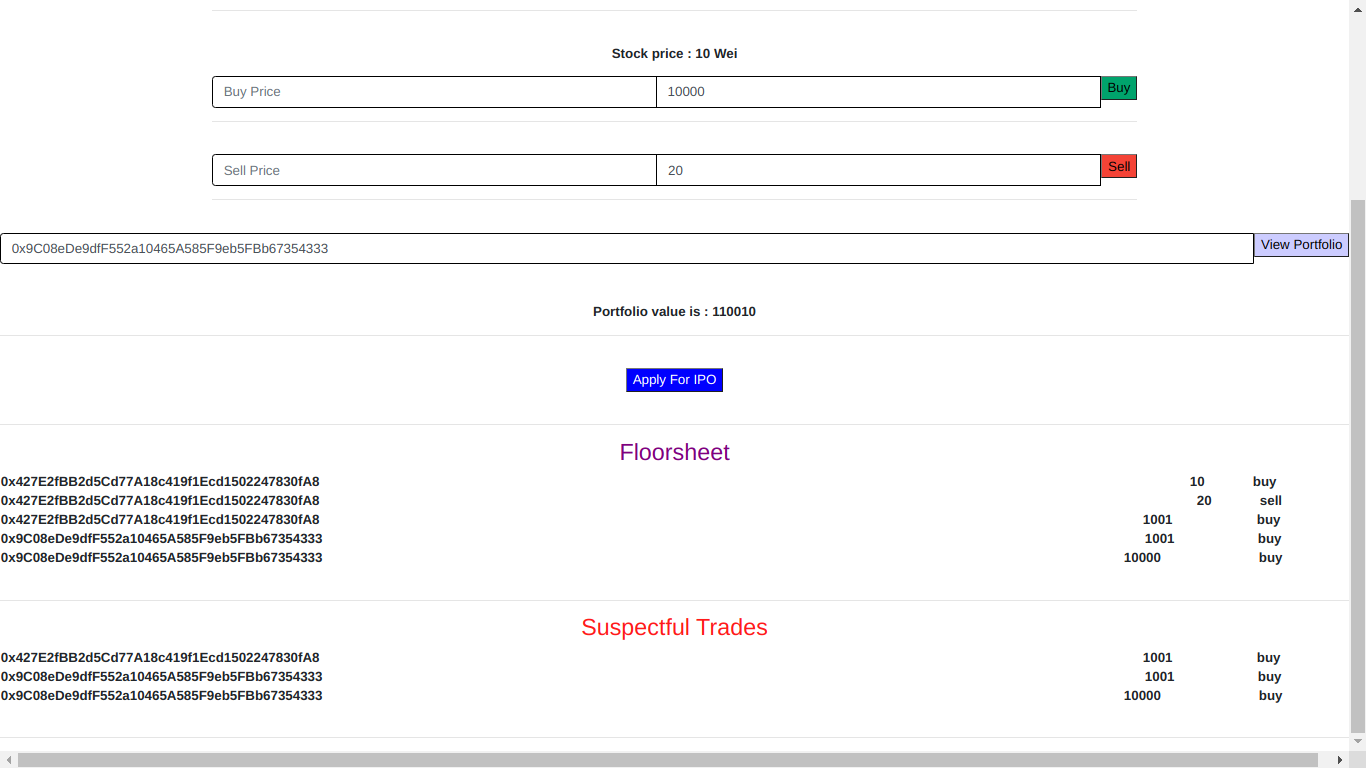 Stock price : 10 Wei
Buy Price 10000 Buy
Sell Price 20 Sell
0x9C08eDe9dfF552a10465A585F9eb5FBb67354333 View Portfolio
Portfolio value is : 110010
Apply For IPO
Floorsheet
0x427E2fBB2d5Cd77A18c419f1Ecd1502247830fA8 10 buy
0x427E2fBB2d5Cd77A18c419f1Ecd1502247830fA8 20 sell
0x427E2fBB2d5Cd77A18c419f1Ecd1502247830fA8 1001 buy
0x9C08eDe9dfF552a10465A585F9eb5FBb67354333 1001 buy
0x9C08eDe9dfF552a10465A585F9eb5FBb67354333 10000 buy
Suspectful Trades
0x427E2fBB2d5Cd77A18c419f1Ecd1502247830fA8 1001 buy
0x9C08eDe9dfF552a10465A585F9eb5FBb67354333 1001 buy
0x9C08eDe9dfF552a10465A585F9eb5FBb67354333 10000 buy